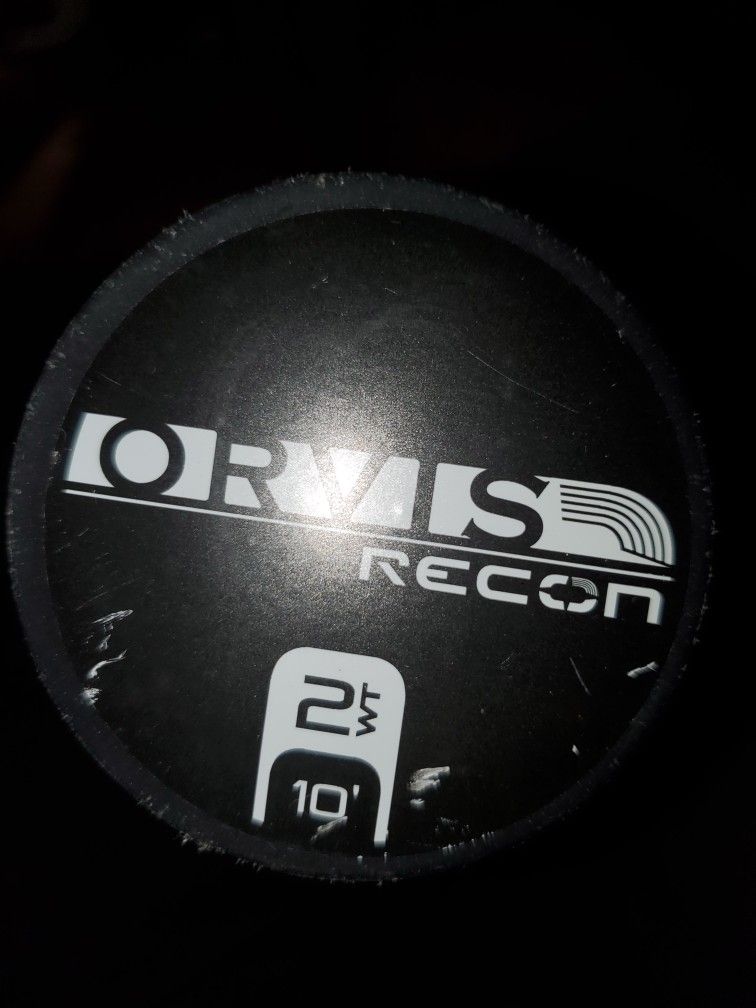 ORVIS
RECON
2WT
10'